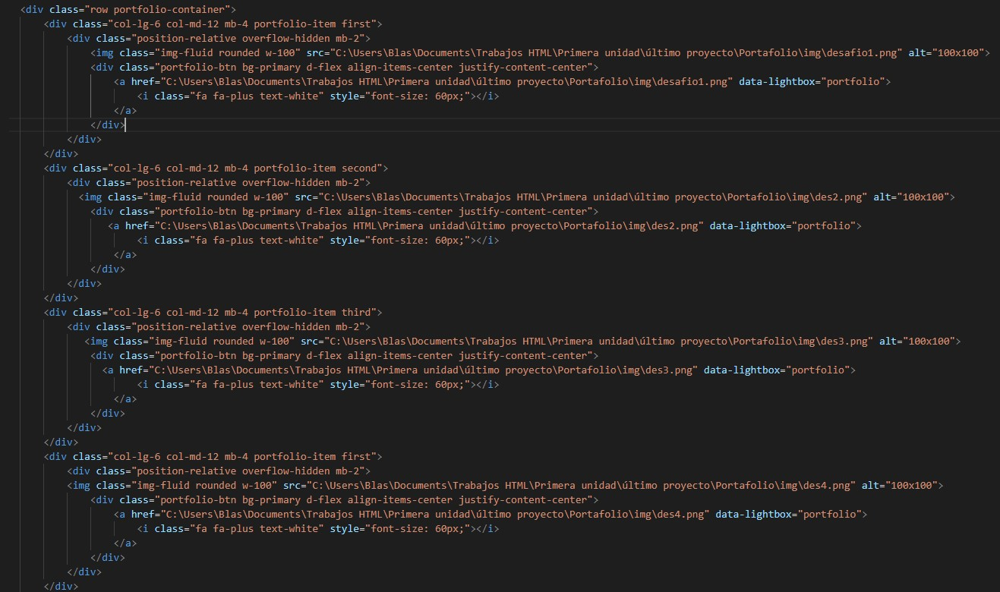 <div class="row portfolio-container">
<div class="col-lg-6 col-md-12 mb-4 portfolio-item first">
<div class="position-relative overflow-hidden mb-2">
<img class="img-fluid rounded w-100" src="C:\Users\Blas\Documents\Trabajos HTML\Primera unidad\último proyecto\Portafolio\img\desafio1.png" alt="100x100">
<div class="portfolio-btn bg-primary d-flex align-items-center justify-content-center">
<a href="C:\Users\Blas\Documents\Trabajos HTML\Primera unidad\último proyecto\Portafolio\img\desafio1.png" data-lightbox="portfolio">
<i class="fa fa-plus text-white" style="font-size: 60px;"></i>
</a>
</div>
</div>
</div>
<div class="col-lg-6 col-md-12 mb-4 portfolio-item second">
<div class="position-relative overflow-hidden mb-2">
<img class="img-fluid rounded w-100" src="C:\Users\Blas\Documents\Trabajos HTML\Primera unidad\último proyecto\Portafolio\img\des2.png" alt="100x100">
<div class="portfolio-btn bg-primary d-flex align-items-center justify-content-center">
<a href="C:\Users\Blas\Documents\Trabajos HTML\Primera unidad\último proyecto\Portafolio\img\des2.png" data-lightbox="portfolio">
<i class="fa fa-plus text-white" style="font-size: 60px;"></i>
</a>
</div>
</div>
</div>
<div class="col-lg-6 col-md-12 mb-4 portfolio-item third">
<div class="position-relative overflow-hidden mb-2">
<img class="img-fluid rounded w-100" src="C:\Users\Blas\Documents\Trabajos HTML\Primera unidad\último proyecto\Portafolio\img\des3.png" alt="100x100">
<div class="portfolio-btn bg-primary d-flex align-items-center justify-content-center">
<a href="C:\Users\Blas\Documents\Trabajos HTML\Primera unidad\último proyecto\Portafolio\img\des3.png" data-lightbox="portfolio">
<i class="fa fa-plus text-white" style="font-size: 60px;"></i>
</a>
</div>
</div>
</div>
<div class="col-lg-6 col-md-12 mb-4 portfolio-item first">
<div class="position-relative overflow-hidden mb-2">
<img class="img-fluid rounded w-100" src="C:\Users\Blas\Documents\Trabajos HTML\Primera unidad\último proyecto\Portafolio\img\des4.png" alt="100x100">
<div class="portfolio-btn bg-primary d-flex align-items-center justify-content-center">
<a href="C:\Users\Blas\Documents\Trabajos HTML\Primera unidad\último proyecto\Portafolio\img\des4.png" data-lightbox="portfolio">
<i class="fa fa-plus text-white" style="font-size: 60px;"></i>
</a>
</div>
</div>
</div>